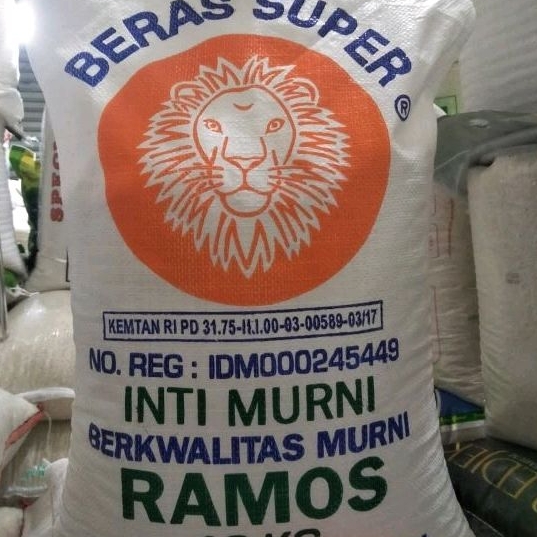 BERAS SUPER
®
KEMTAN RI PD 31.75-II.I.00-03-00589-03/17
NO. REG : IDM000245449
INTI MURNI
BERKWALITAS MURNI
RAMOS
KG